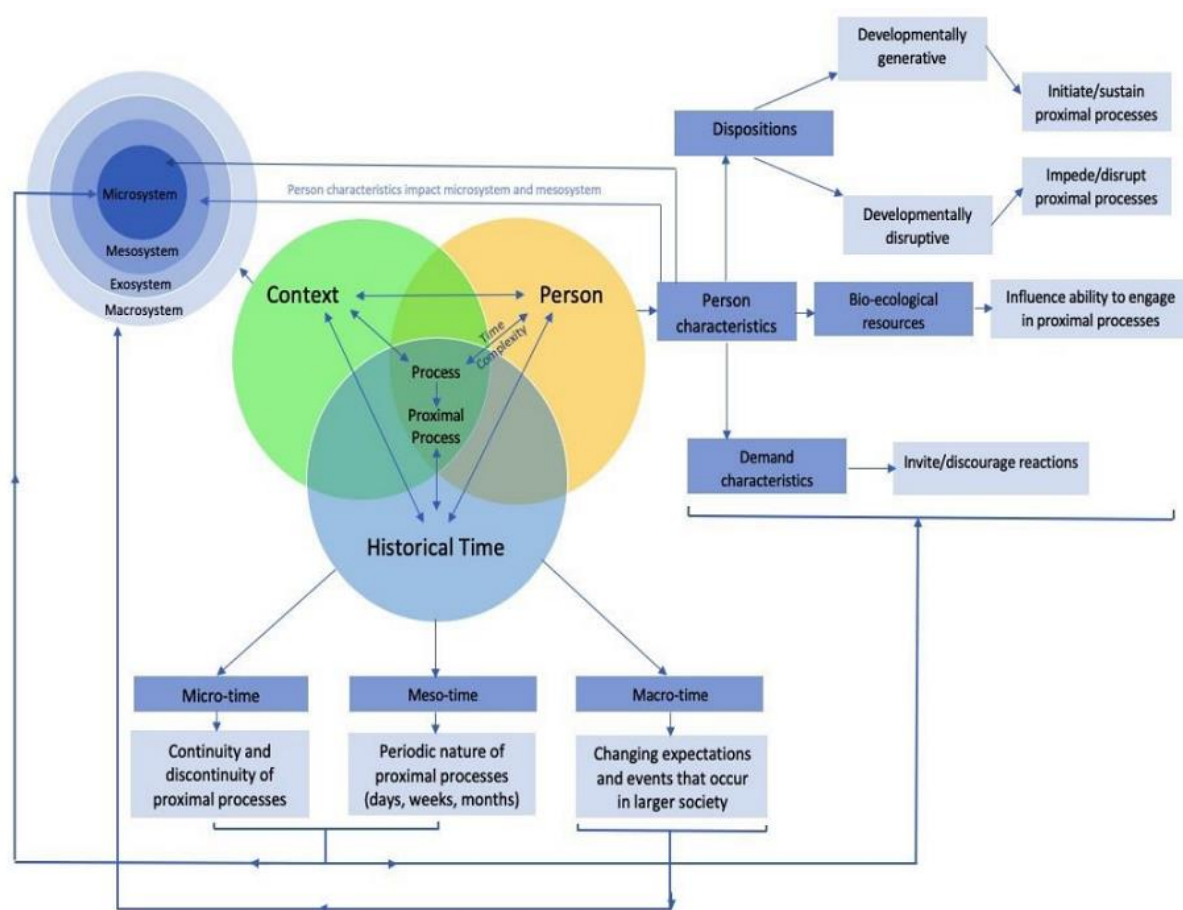 Developmentally
generative
Initiate/sustain
proximal processes
Dispositions
Impede/disrupt
proximal processes
Developmentally
disruptive
Microsystem
Mesosystem
Exosystem
Macrosystem
Person characteristics impact microsystem and mesosystem
Context
Person
Time
Complexity
Process
Proximal
Process
Historical Time
Person
characteristics
Bio-ecological
resources
Influence ability to engage
in proximal processes
Demand
characteristics
Invite/discourage reactions
Micro-time
Meso-time
Macro-time
Continuity and
discontinuity of
proximal processes
Periodic nature of
proximal processes
(days, weeks, months)
Changing expectations
and events that occur
in larger society